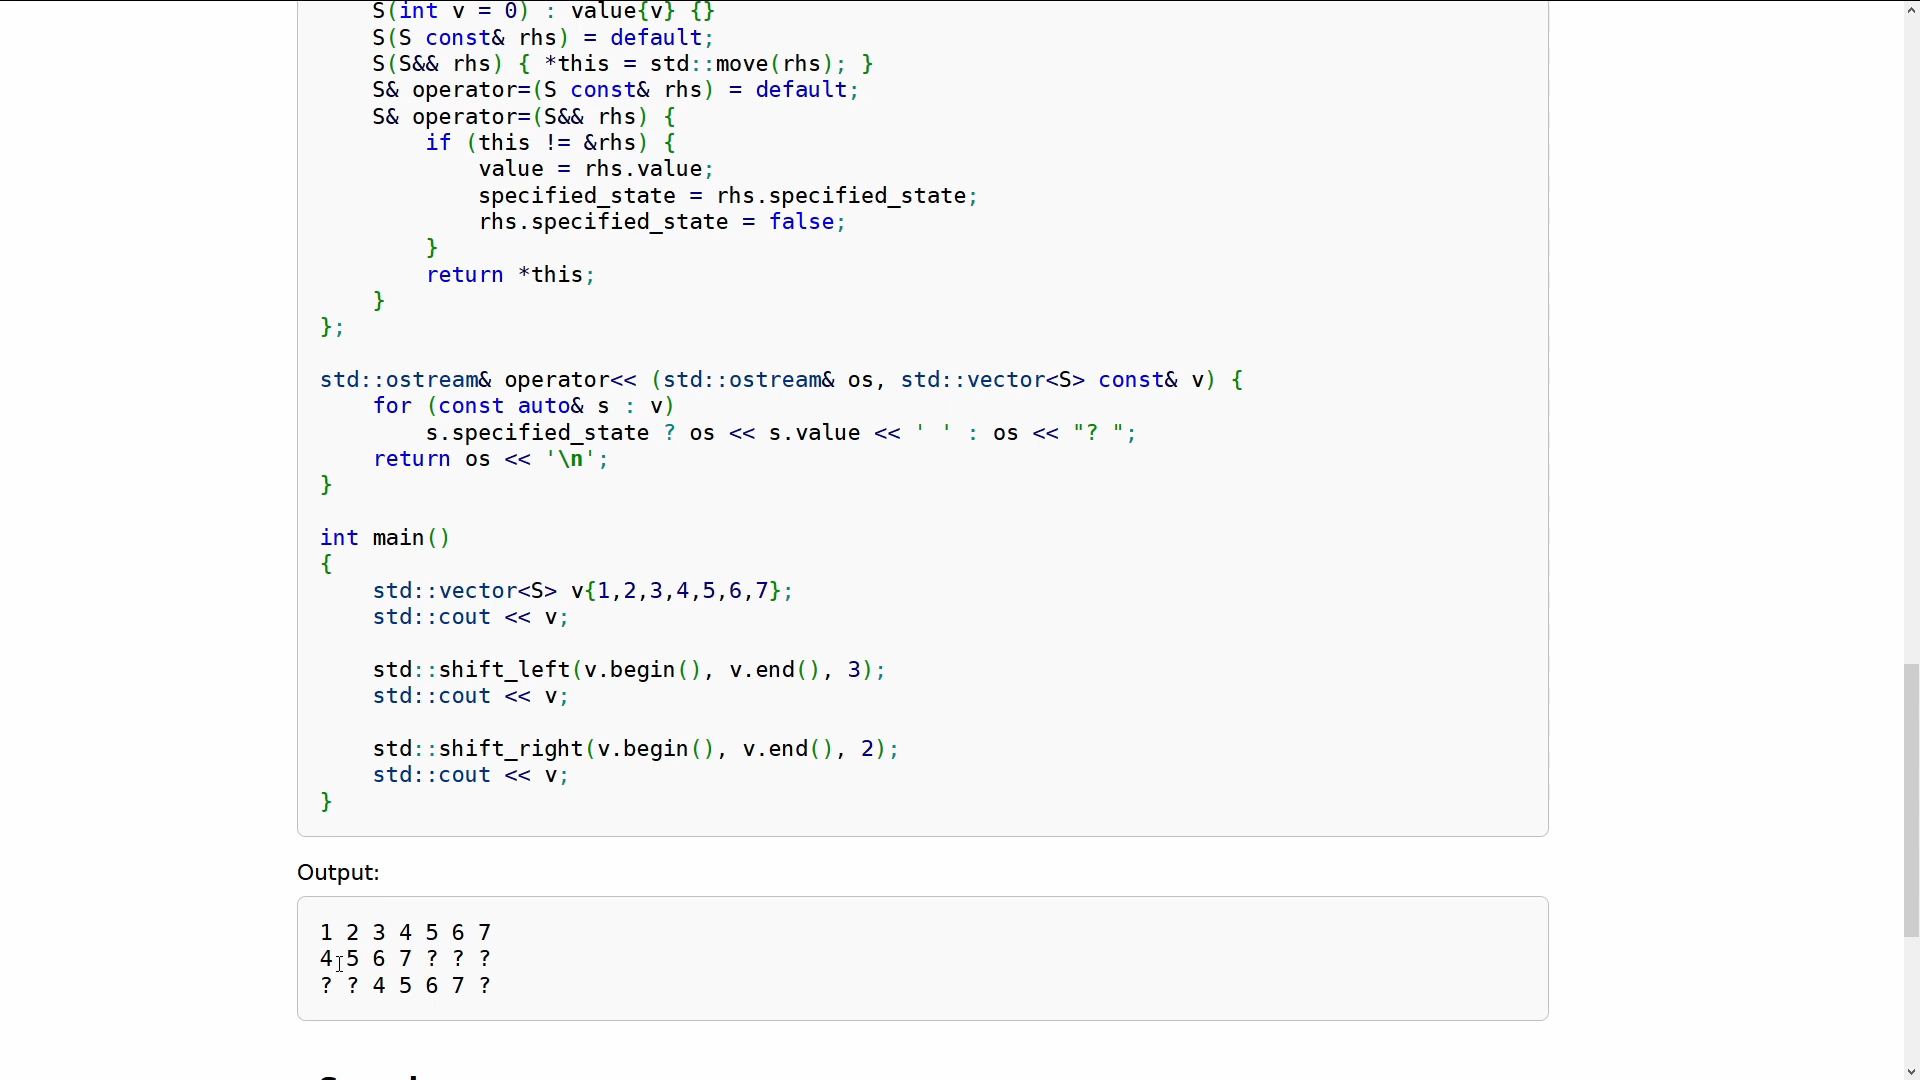 S(int v = 0) : value{v} {}
S(S const& rhs) = default;
S(S&& rhs) { *this = std::move(rhs); }
S& operator=(S const& rhs) = default;
S& operator=(S&& rhs) {
if (this != &rhs) {
value = rhs.value;
specified_state = rhs.specified_state;
rhs.specified_state = false;
}
return *this;
}
};
std::ostream& operator<< (std::ostream& os, std::vector<S> const& v) {
for (const auto& s : v)
s.specified_state ? os << s.value << ' ' : os << "? ";
return os << '\n';
}
int main()
{
std::vector<S> v{1,2,3,4,5,6,7};
std::cout << v;
std::shift_left(v.begin(), v.end(), 3);
std::cout << v;
std::shift_right(v.begin(), v.end(), 2);
std::cout << v;
}
Output:
1 2 3 4 5 6 7
4 5 6 7 ? ? ?
? ? 4 5 6 7 ?